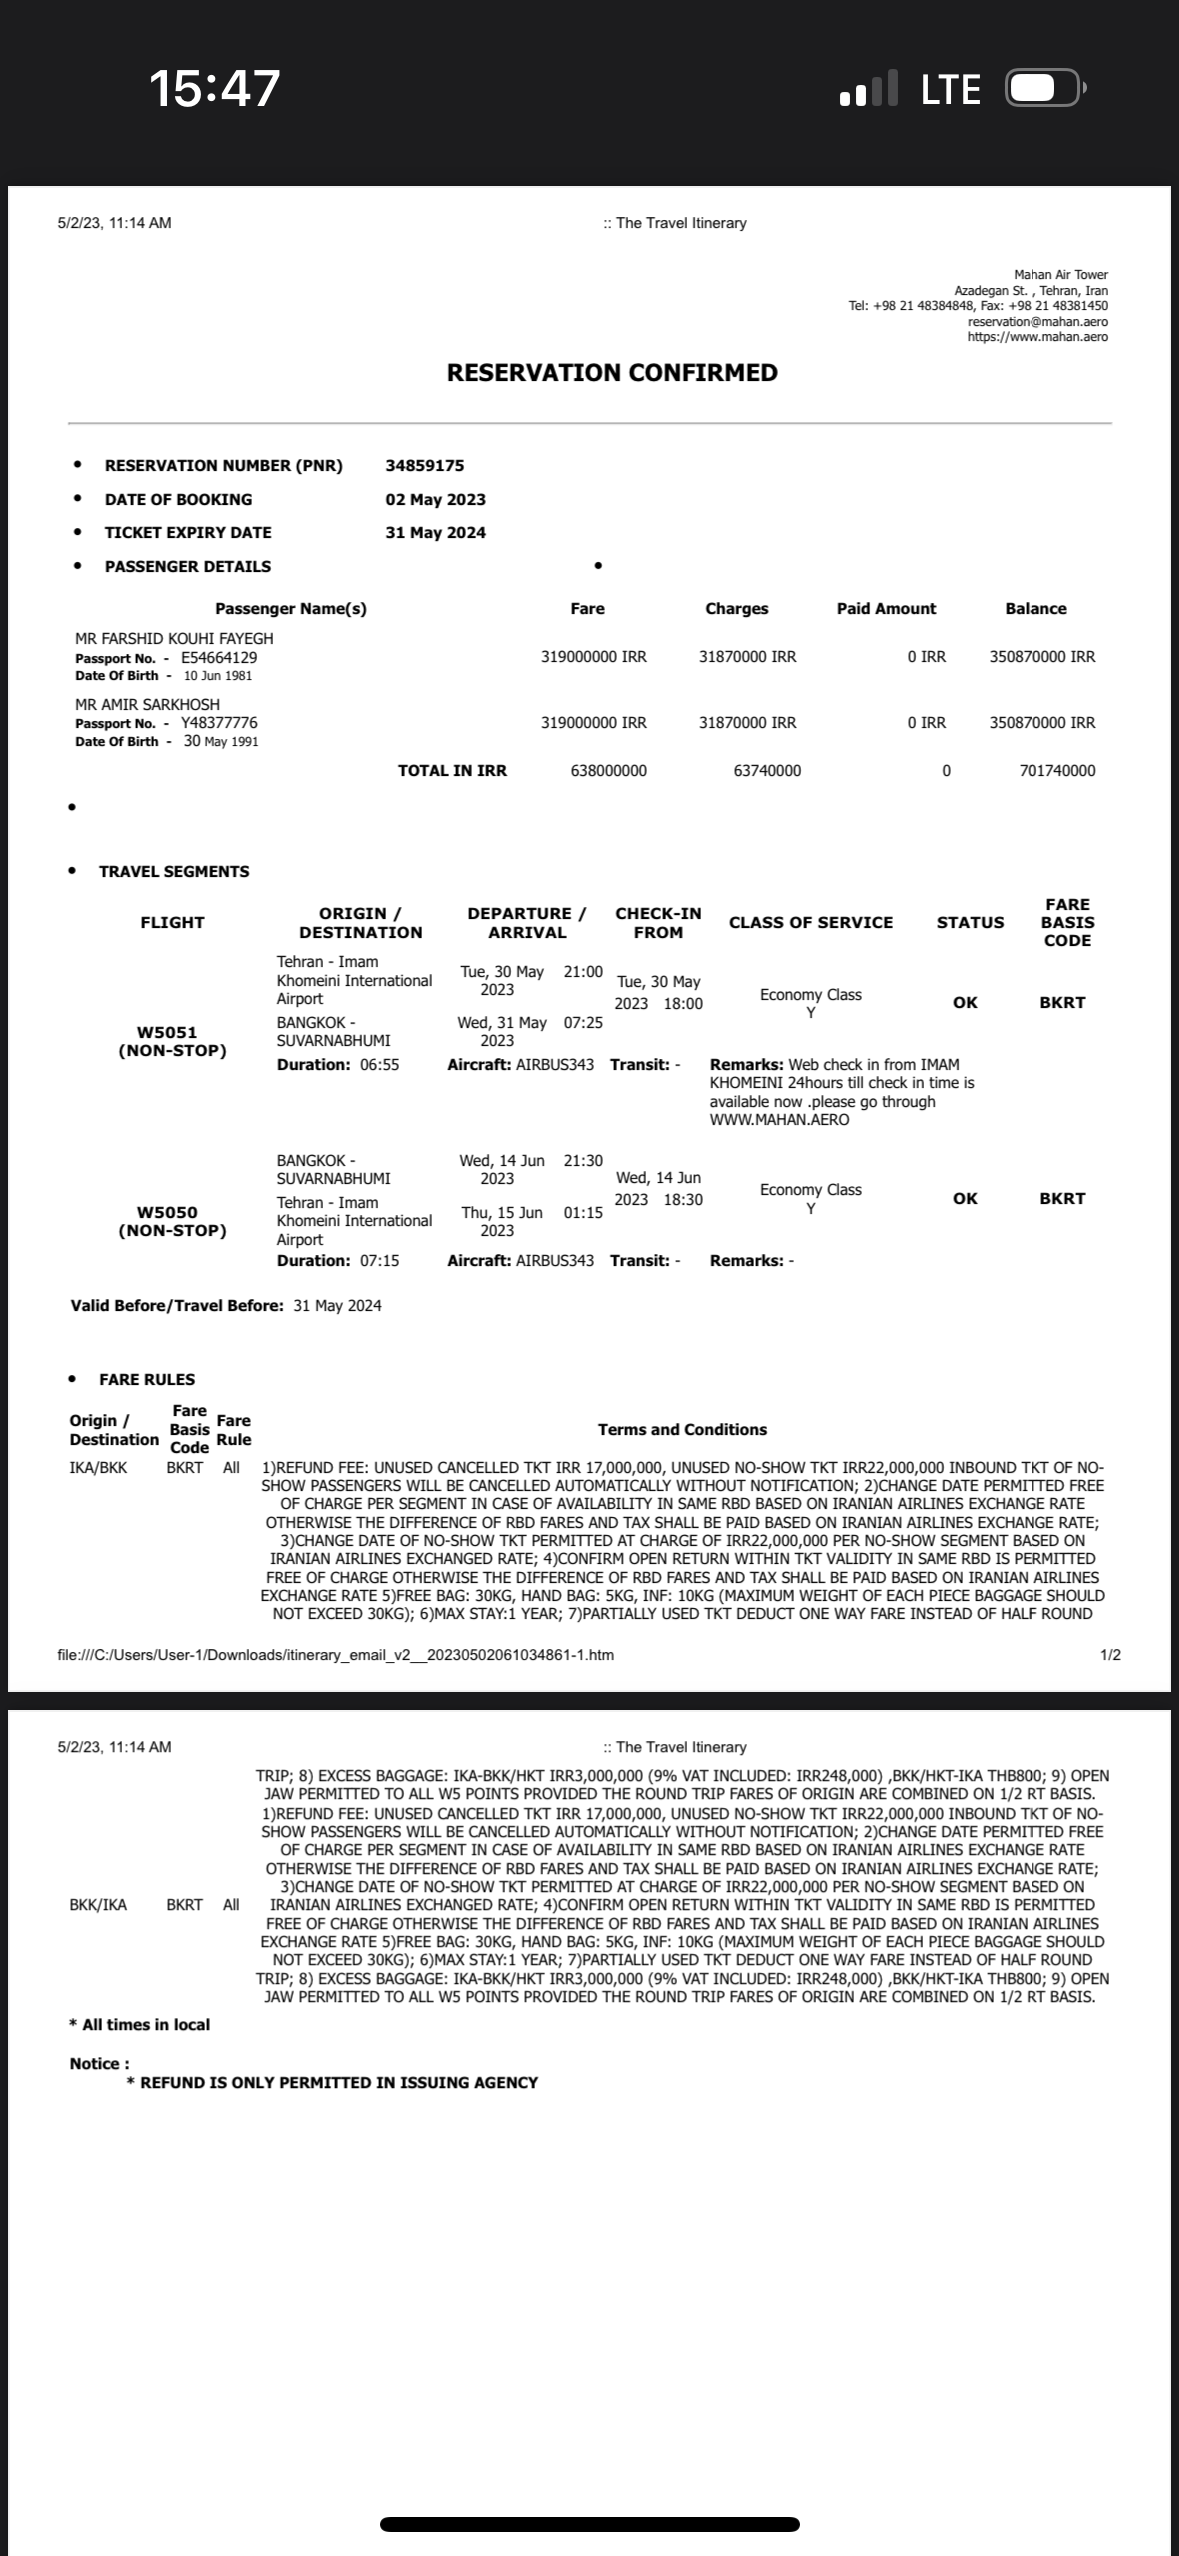 15:47
LTE
5/2/23, 11:14 AM
:: The Travel Itinerary
Mahan Air Tower
Azadegan St. , Tehran, Iran
Tel: +98 21 48384848, Fax: +98 21 48381450
reservation@mahan.aero
https://www.mahan.aero
RESERVATION CONFIRMED
• RESERVATION NUMBER (PNR) 34859175
• DATE OF BOOKING 02 May 2023
• TICKET EXPIRY DATE 31 May 2024
• PASSENGER DETAILS •
Passenger Name(s) Fare Charges Paid Amount Balance
MR FARSHID KOUHI FAYEGH
Passport No. - E54664129 319000000 IRR 31870000 IRR 0 IRR 350870000 IRR
Date Of Birth - 10 Jun 1981
MR AMIR SARKHOSH
Passport No. - Y48377776 319000000 IRR 31870000 IRR 0 IRR 350870000 IRR
Date Of Birth - 30 May 1991
TOTAL IN IRR 638000000 63740000 0 701740000
•
• TRAVEL SEGMENTS
FLIGHT
ORIGIN /
DESTINATION
DEPARTURE /
ARRIVAL
CHECK-IN
FROM
CLASS OF SERVICE
STATUS
FARE
BASIS
CODE
W5051
(NON-STOP)
Tehran - Imam
Khomeini International
Airport
Tue, 30 May 21:00
2023
Tue, 30 May
2023 18:00
Economy Class
Y
OK
BKRT
BANGKOK -
SUVARNABHUMI
Wed, 31 May 07:25
2023
Duration: 06:55
Aircraft: AIRBUS343
Transit: -
Remarks: Web check in from IMAM
KHOMEINI 24hours till check in time is
available now .please go through
WWW.MAHAN.AERO
W5050
(NON-STOP)
BANGKOK -
SUVARNABHUMI
Wed, 14 Jun 21:30
2023
Wed, 14 Jun
2023 18:30
Economy Class
Y
OK
BKRT
Tehran - Imam
Khomeini International
Airport
Thu, 15 Jun 01:15
2023
Duration: 07:15
Aircraft: AIRBUS343
Transit: -
Remarks: -
Valid Before/Travel Before: 31 May 2024
• FARE RULES
Origin /
Destination
Fare
Basis
Code
Fare
Rule
Terms and Conditions
IKA/BKK BKRT All 1)REFUND FEE: UNUSED CANCELLED TKT IRR 17,000,000, UNUSED NO-SHOW TKT IRR22,000,000 INBOUND TKT OF NO-
SHOW PASSENGERS WILL BE CANCELLED AUTOMATICALLY WITHOUT NOTIFICATION; 2)CHANGE DATE PERMITTED FREE
OF CHARGE PER SEGMENT IN CASE OF AVAILABILITY IN SAME RBD BASED ON IRANIAN AIRLINES EXCHANGE RATE
OTHERWISE THE DIFFERENCE OF RBD FARES AND TAX SHALL BE PAID BASED ON IRANIAN AIRLINES EXCHANGE RATE;
3)CHANGE DATE OF NO-SHOW TKT PERMITTED AT CHARGE OF IRR22,000,000 PER NO-SHOW SEGMENT BASED ON
IRANIAN AIRLINES EXCHANGED RATE; 4)CONFIRM OPEN RETURN WITHIN TKT VALIDITY IN SAME RBD IS PERMITTED
FREE OF CHARGE OTHERWISE THE DIFFERENCE OF RBD FARES AND TAX SHALL BE PAID BASED ON IRANIAN AIRLINES
EXCHANGE RATE 5)FREE BAG: 30KG, HAND BAG: 5KG, INF: 10KG (MAXIMUM WEIGHT OF EACH PIECE BAGGAGE SHOULD
NOT EXCEED 30KG); 6)MAX STAY:1 YEAR; 7)PARTIALLY USED TKT DEDUCT ONE WAY FARE INSTEAD OF HALF ROUND
file:///C:/Users/User-1/Downloads/itinerary_email_v2__20230502061034861-1.htm
1/2
5/2/23, 11:14 AM
:: The Travel Itinerary
TRIP; 8) EXCESS BAGGAGE: IKA-BKK/HKT IRR3,000,000 (9% VAT INCLUDED: IRR248,000) ,BKK/HKT-IKA THB800; 9) OPEN
JAW PERMITTED TO ALL W5 POINTS PROVIDED THE ROUND TRIP FARES OF ORIGIN ARE COMBINED ON 1/2 RT BASIS.
1)REFUND FEE: UNUSED CANCELLED TKT IRR 17,000,000, UNUSED NO-SHOW TKT IRR22,000,000 INBOUND TKT OF NO-
SHOW PASSENGERS WILL BE CANCELLED AUTOMATICALLY WITHOUT NOTIFICATION; 2)CHANGE DATE PERMITTED FREE
OF CHARGE PER SEGMENT IN CASE OF AVAILABILITY IN SAME RBD BASED ON IRANIAN AIRLINES EXCHANGE RATE
OTHERWISE THE DIFFERENCE OF RBD FARES AND TAX SHALL BE PAID BASED ON IRANIAN AIRLINES EXCHANGE RATE;
3)CHANGE DATE OF NO-SHOW TKT PERMITTED AT CHARGE OF IRR22,000,000 PER NO-SHOW SEGMENT BASED ON
BKK/IKA BKRT All IRANIAN AIRLINES EXCHANGED RATE; 4)CONFIRM OPEN RETURN WITHIN TKT VALIDITY IN SAME RBD IS PERMITTED
FREE OF CHARGE OTHERWISE THE DIFFERENCE OF RBD FARES AND TAX SHALL BE PAID BASED ON IRANIAN AIRLINES
EXCHANGE RATE 5)FREE BAG: 30KG, HAND BAG: 5KG, INF: 10KG (MAXIMUM WEIGHT OF EACH PIECE BAGGAGE SHOULD
NOT EXCEED 30KG); 6)MAX STAY:1 YEAR; 7)PARTIALLY USED TKT DEDUCT ONE WAY FARE INSTEAD OF HALF ROUND
TRIP; 8) EXCESS BAGGAGE: IKA-BKK/HKT IRR3,000,000 (9% VAT INCLUDED: IRR248,000) ,BKK/HKT-IKA THB800; 9) OPEN
JAW PERMITTED TO ALL W5 POINTS PROVIDED THE ROUND TRIP FARES OF ORIGIN ARE COMBINED ON 1/2 RT BASIS.
* All times in local
Notice :
* REFUND IS ONLY PERMITTED IN ISSUING AGENCY